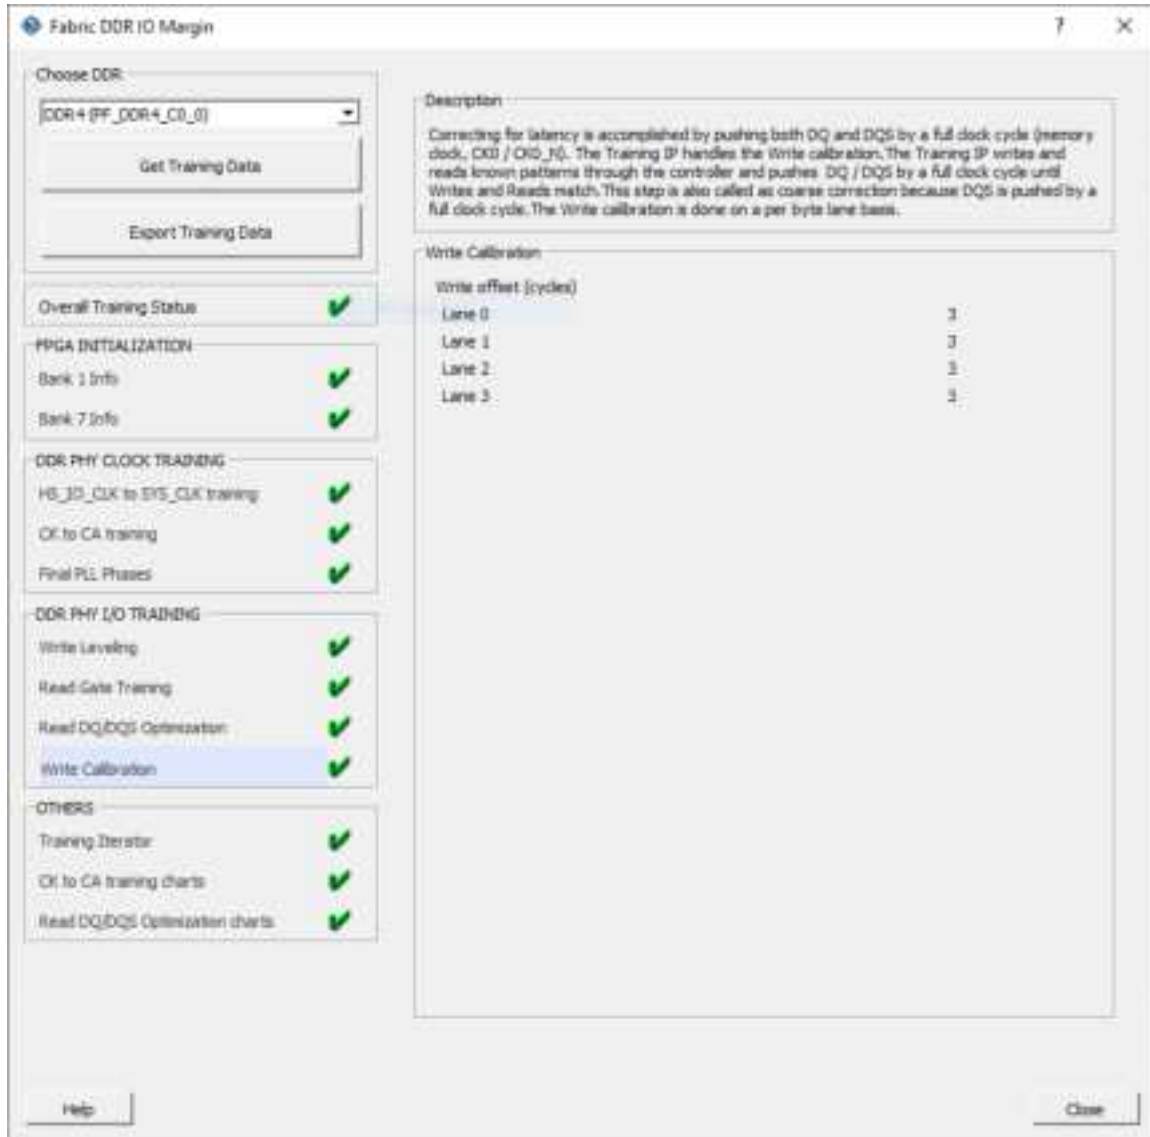 Fabric DDR IO Margin
? ×
Choose DDR
DDR4 (PF_DDR4_C0_0)
Get Training Data
Export Training Data
Overall Training Status
FPGA INITIALIZATION
Bank 1 Info
Bank 7 Info
DDR PHY CLOCK TRAINING
HS_IO_CLK to SYS_CLK training
CK to CA training
Final PLL Phases
DDR PHY I/O TRAINING
Write Leveling
Read Gate Training
Read DQ/DQS Optimization
Write Calibration
OTHERS
Training Iterator
CK to CA training charts
Read DQ/DQS Optimization charts
Description
Correcting for latency is accomplished by pushing both DQ and DQS by a full clock cycle (memory
clock, CK0 / CK0_N). The Training IP handles the Write calibration. The Training IP writes and
reads known patterns through the controller and pushes DQ / DQS by a full clock cycle until
Writes and Reads match. This step is also called as coarse correction because DQS is pushed by a
full clock cycle. The Write calibration is done on a per byte lane basis.
Write Calibration
Write offset (cycles)
Lane 0 3
Lane 1 3
Lane 2 3
Lane 3 3
Help
Close